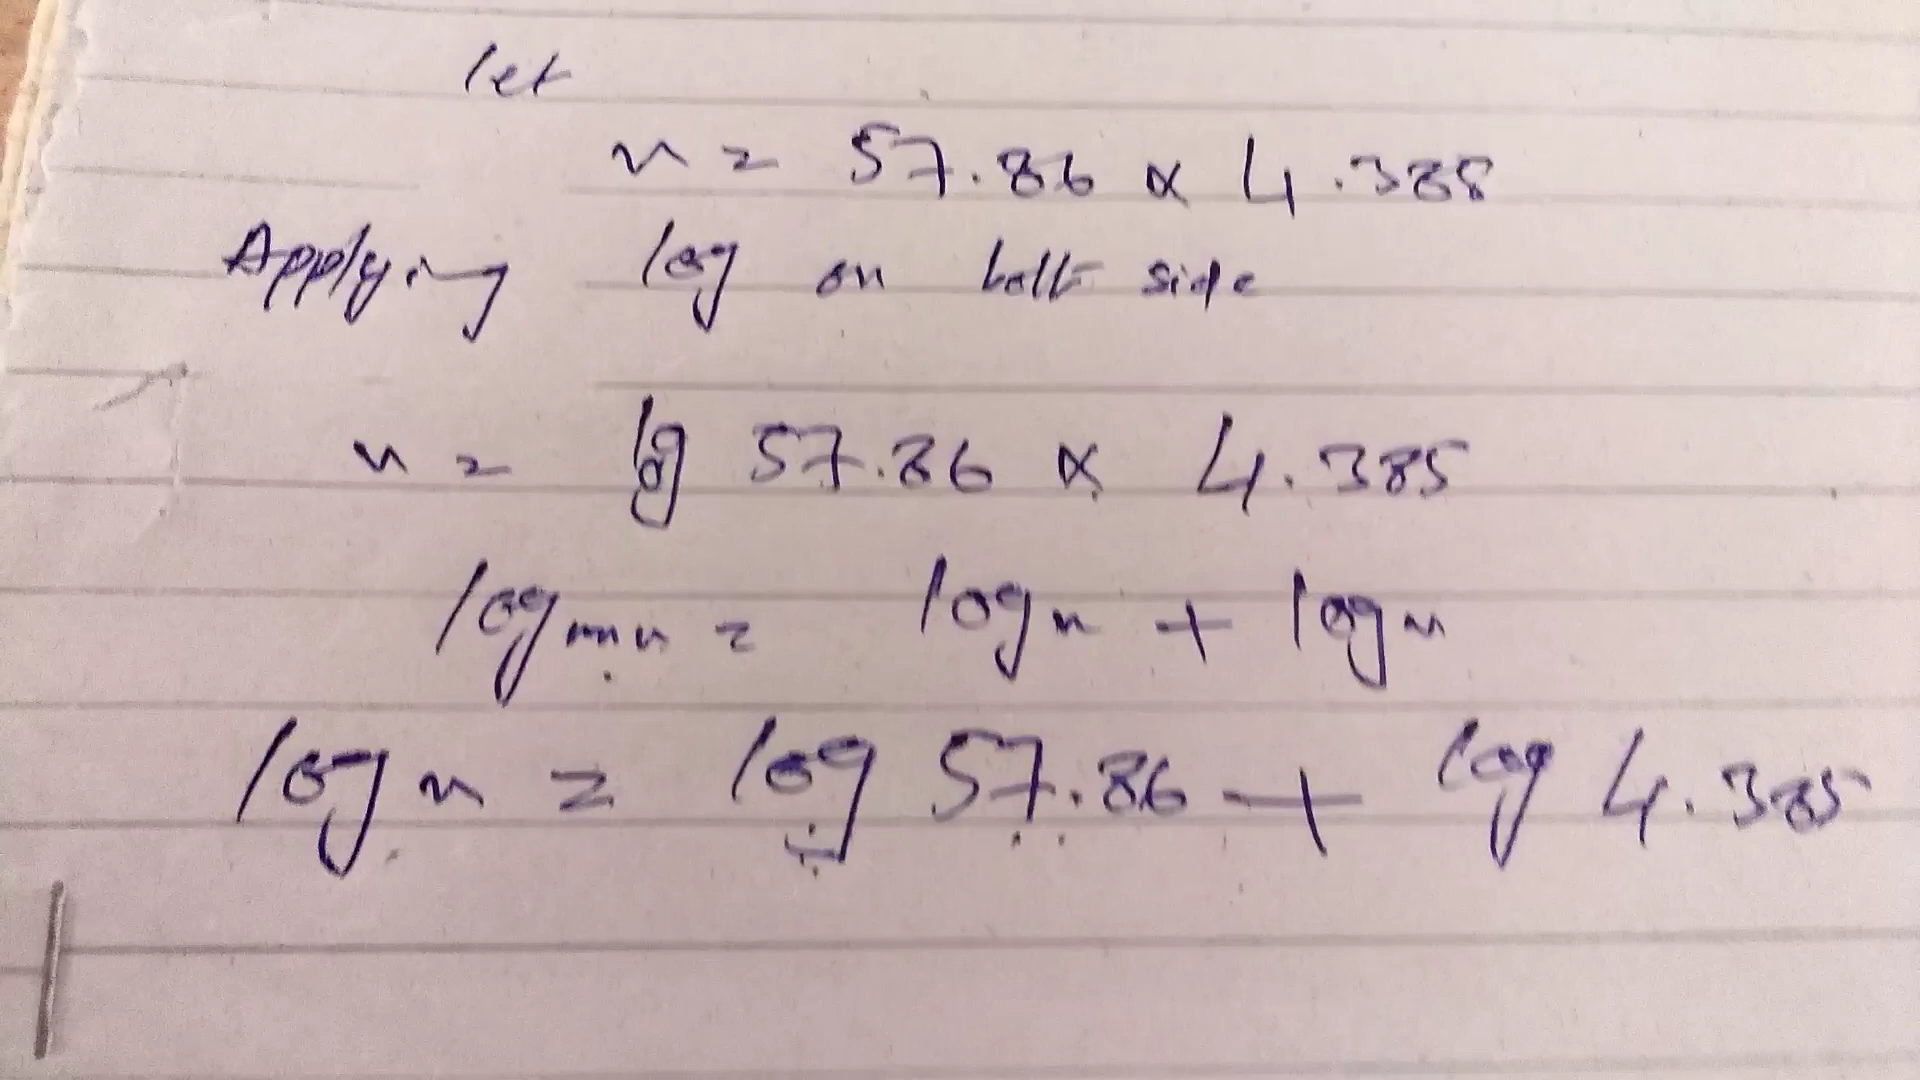 let
n = 57.86 × 4.385
Applying log on both side
n = log 57.86 × 4.385
log mn = log m + log n
log n = log 57.86 + log 4.385